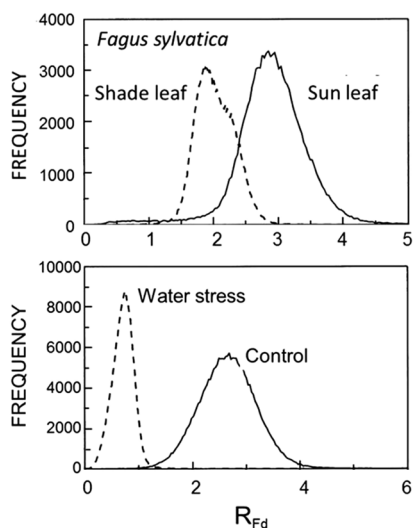 Fagus sylvatica
Shade leaf
Sun leaf
FREQUENCY
4000
3000
2000
1000
0
0 1 2 3 4 5
Water stress
Control
FREQUENCY
10000
8000
6000
4000
2000
0
0 2 4 6
RFd